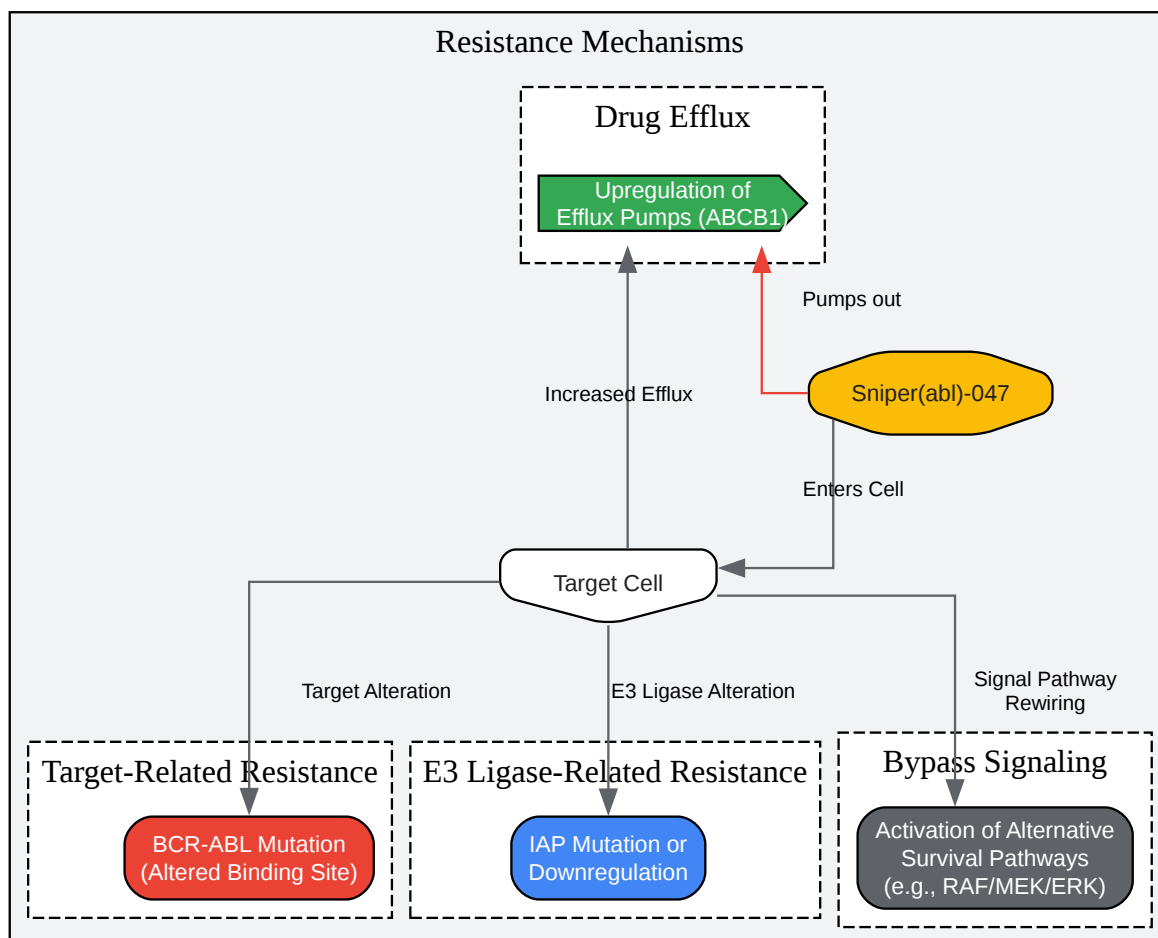 Resistance Mechanisms
Drug Efflux
Upregulation of
Efflux Pumps (ABCB1)
Pumps out
Sniper(abl)-047
Increased Efflux
Enters Cell
Target Cell
Target Alteration
E3 Ligase Alteration
Signal Pathway
Rewiring
Target-Related Resistance
E3 Ligase-Related Resistance
Bypass Signaling
BCR-ABL Mutation
(Altered Binding Site)
IAP Mutation or
Downregulation
Activation of Alternative
Survival Pathways
(e.g., RAF/MEK/ERK)